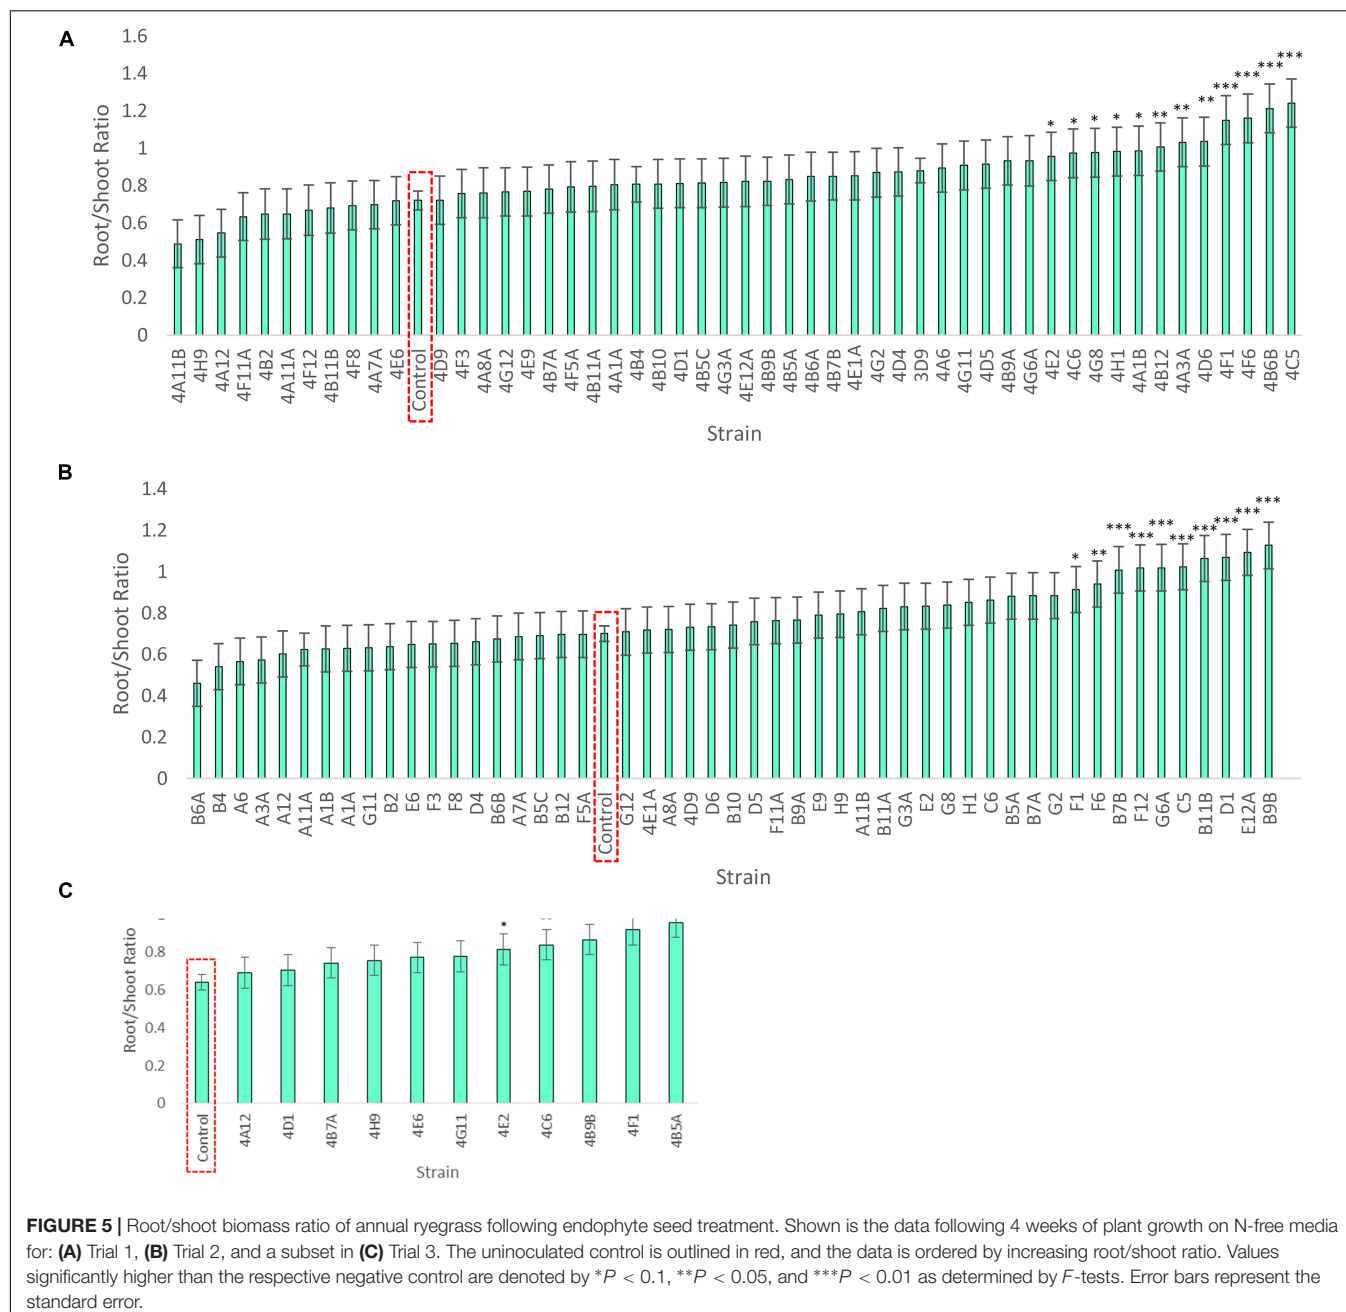 A
1.6
1.4
1.2
1
0.8
0.6
0.4
0.2
0
Root/Shoot Ratio
* * * * * ** ** ** *** *** *** ***
4A11B 4H9 4A12 4F11A 4B2 4A11A 4F12 4B11B 4F8 4A7A 4E6 Control 4D9 4F3 4A8A 4G12 4E9 4B7A 4F5A 4B11A 4A1A 4B4 4B10 4D1 4B5C 4G3A 4E12A 4B9B 4B5A 4B6A 4B7B 4E1A 4G2 4D4 3D9 4A6 4G11 4D5 4B9A 4G6A 4E2 4C6 4G8 4H1 4A1B 4B12 4A3A 4D6 4F1 4F6 4B6B 4C5
Strain
B
1.4
1.2
1
0.8
0.6
0.4
0.2
0
Root/Shoot Ratio
* ** *** *** *** *** *** *** *** ***
B6A B4 A6 A3A A12 A11A A1B A1A G11 B2 E6 F3 F8 D4 B6B A7A B5C B12 F5A Control G12 4E1A A8A 4D9 D6 B10 D5 F11A B9A E9 H9 A11B B11A G3A E2 G8 H1 C6 B5A B7A G2 F1 F6 B7B F12 G6A C5 B11B D1 E12A B9B
Strain
C
0.8
0.6
0.4
0.2
0
Root/Shoot Ratio
*
Control 4A12 4D1 4B7A 4H9 4E6 4G11 4E2 4C6 4B9B 4F1 4B5A
Strain
FIGURE 5 | Root/shoot biomass ratio of annual ryegrass following endophyte seed treatment. Shown is the data following 4 weeks of plant growth on N-free media
for: (A) Trial 1, (B) Trial 2, and a subset in (C) Trial 3. The uninoculated control is outlined in red, and the data is ordered by increasing root/shoot ratio. Values
significantly higher than the respective negative control are denoted by *P < 0.1, **P < 0.05, and ***P < 0.01 as determined by F-tests. Error bars represent the
standard error.